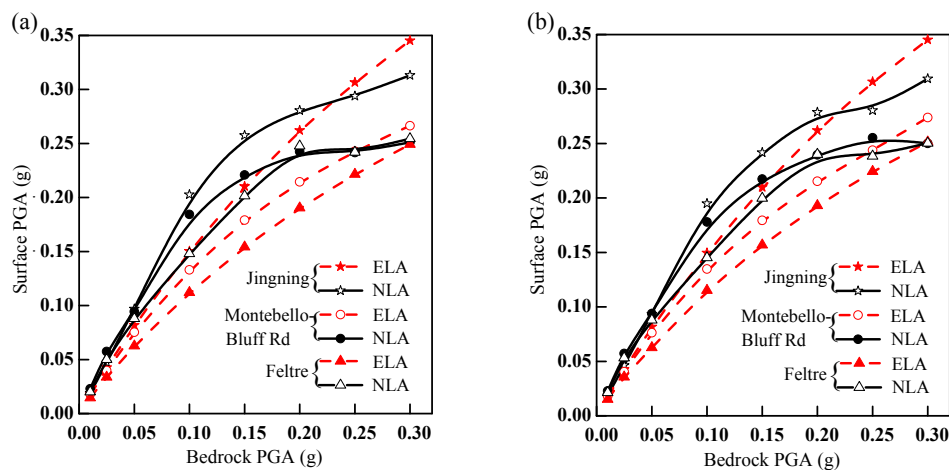 (a)
0.35
0.30
0.25
0.20
0.15
0.10
0.05
0.00
Surface PGA (g)
Jingning
ELA
NLA
Montebello-
Bluff Rd
ELA
NLA
Feltre
ELA
NLA
0.00 0.05 0.10 0.15 0.20 0.25 0.30
Bedrock PGA (g)
(b)
0.35
0.30
0.25
0.20
0.15
0.10
0.05
0.00
Surface PGA (g)
Jingning
ELA
NLA
Montebello-
Bluff Rd
ELA
NLA
Feltre
ELA
NLA
0.00 0.05 0.10 0.15 0.20 0.25 0.30
Bedrock PGA (g)